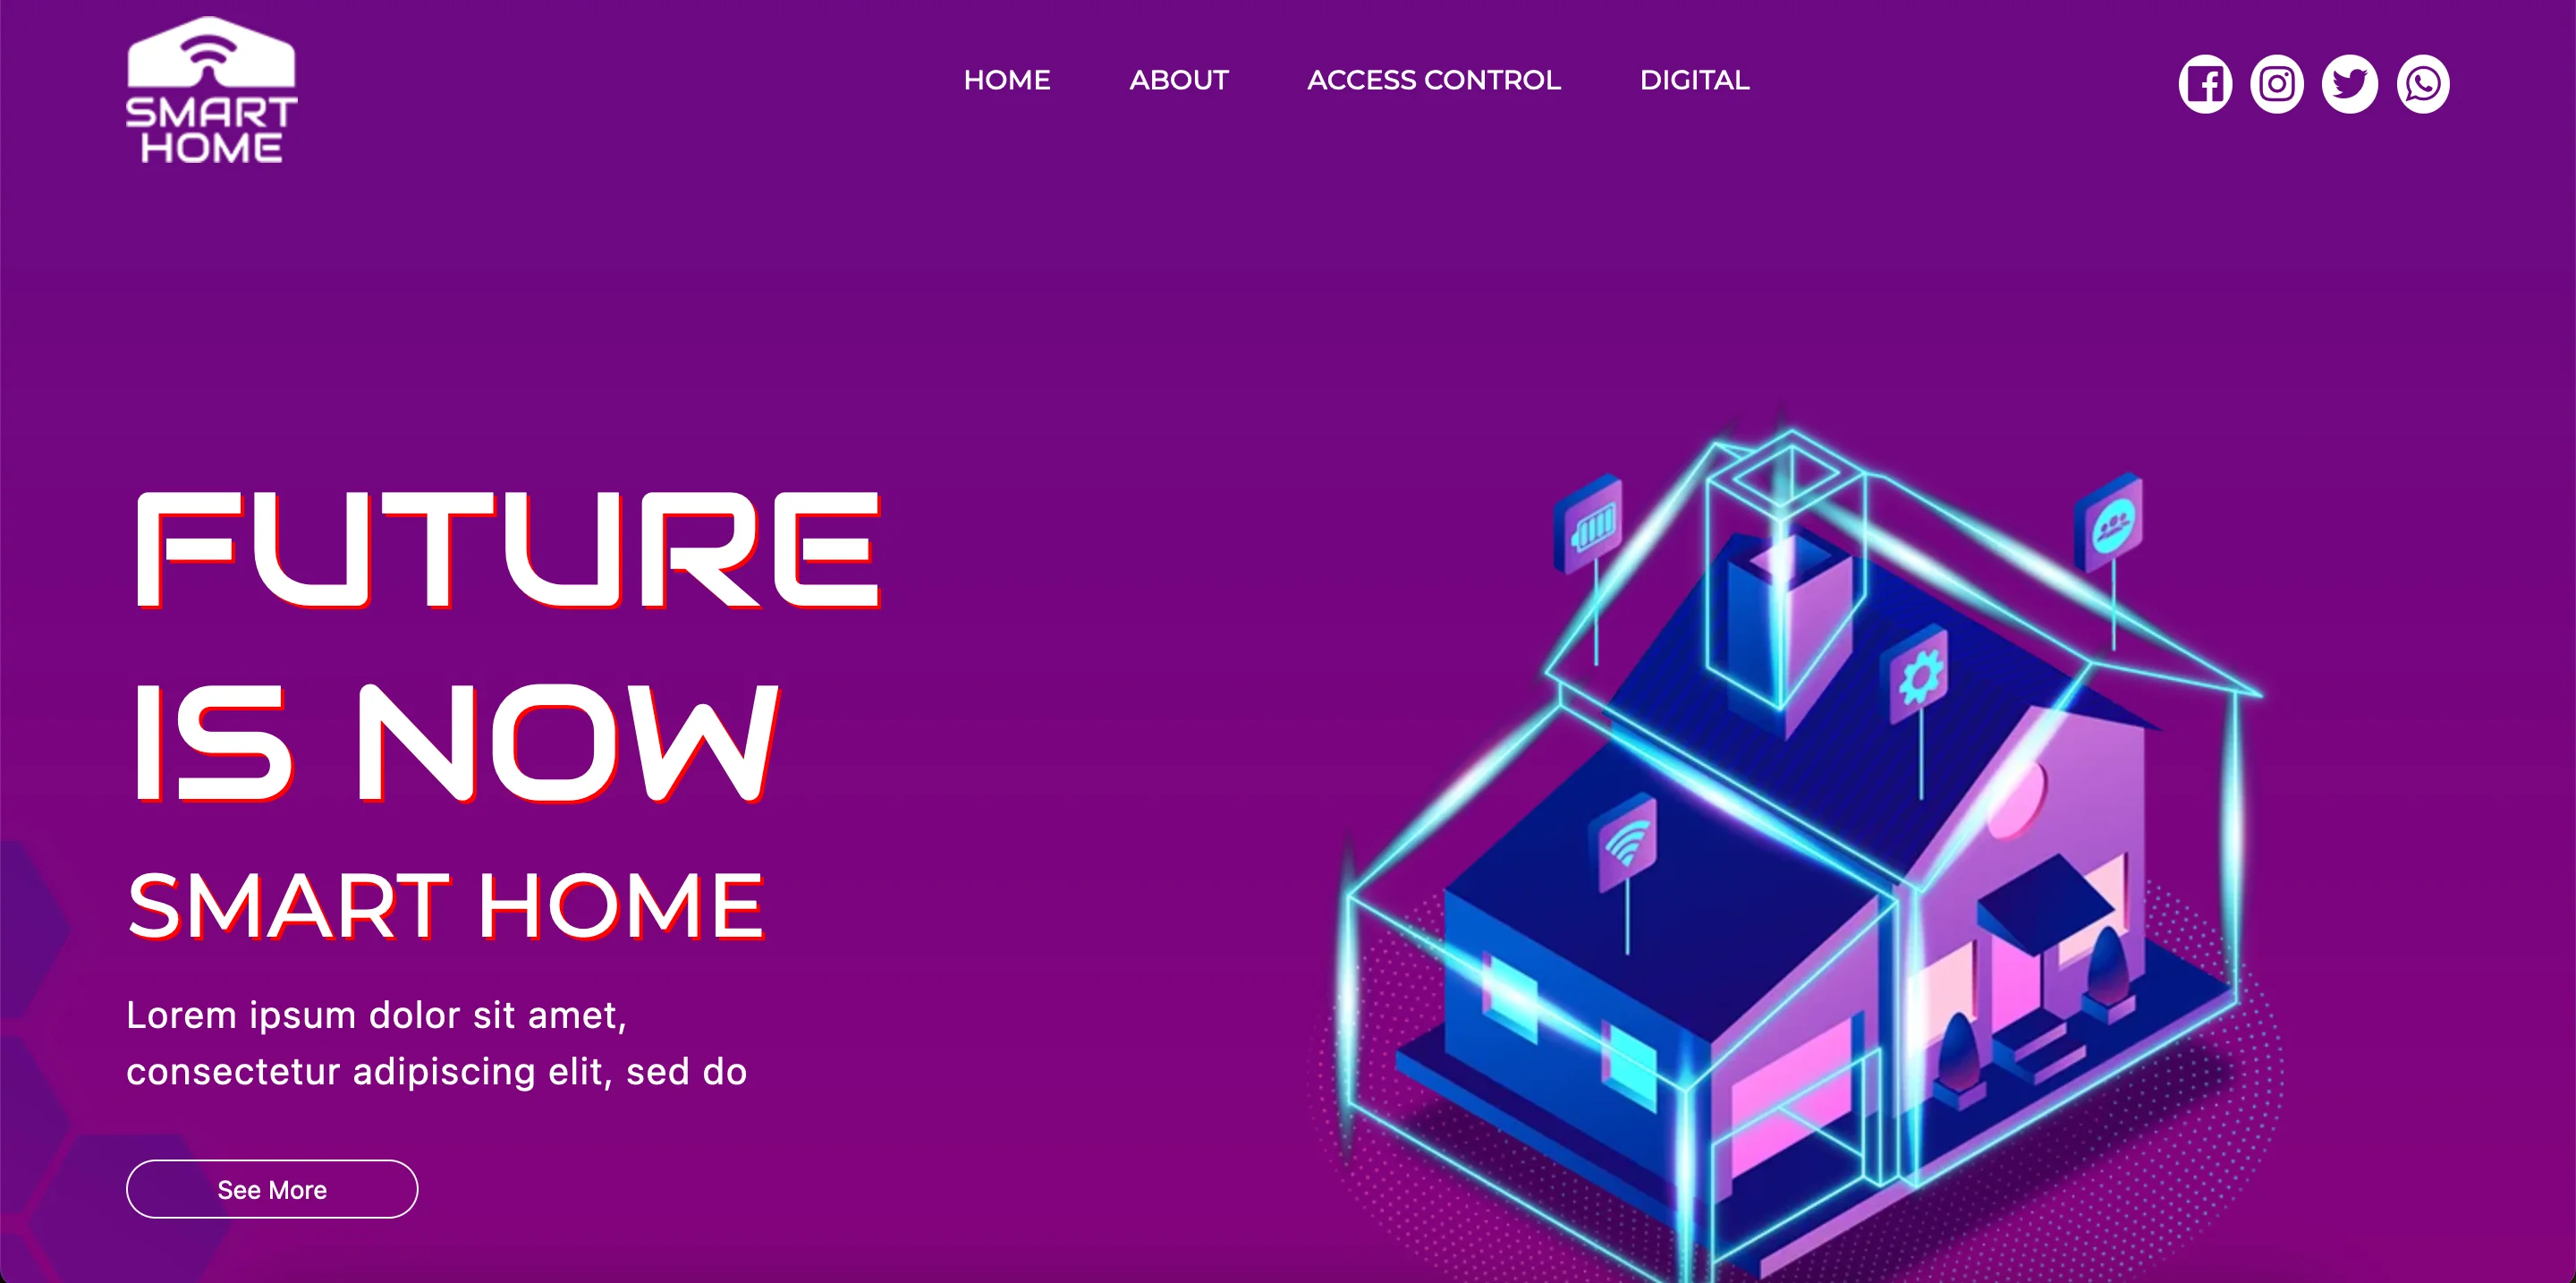 SMART
HOME
HOME
ABOUT
ACCESS CONTROL
DIGITAL
FUTURE
IS NOW
SMART HOME
Lorem ipsum dolor sit amet,
consectetur adipiscing elit, sed do
See More